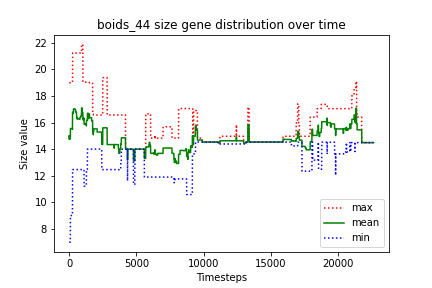 boids_44 size gene distribution over time
Size value
22
20
18
16
14
12
10
8
0
5000
10000
15000
20000
Timesteps
max
mean
min